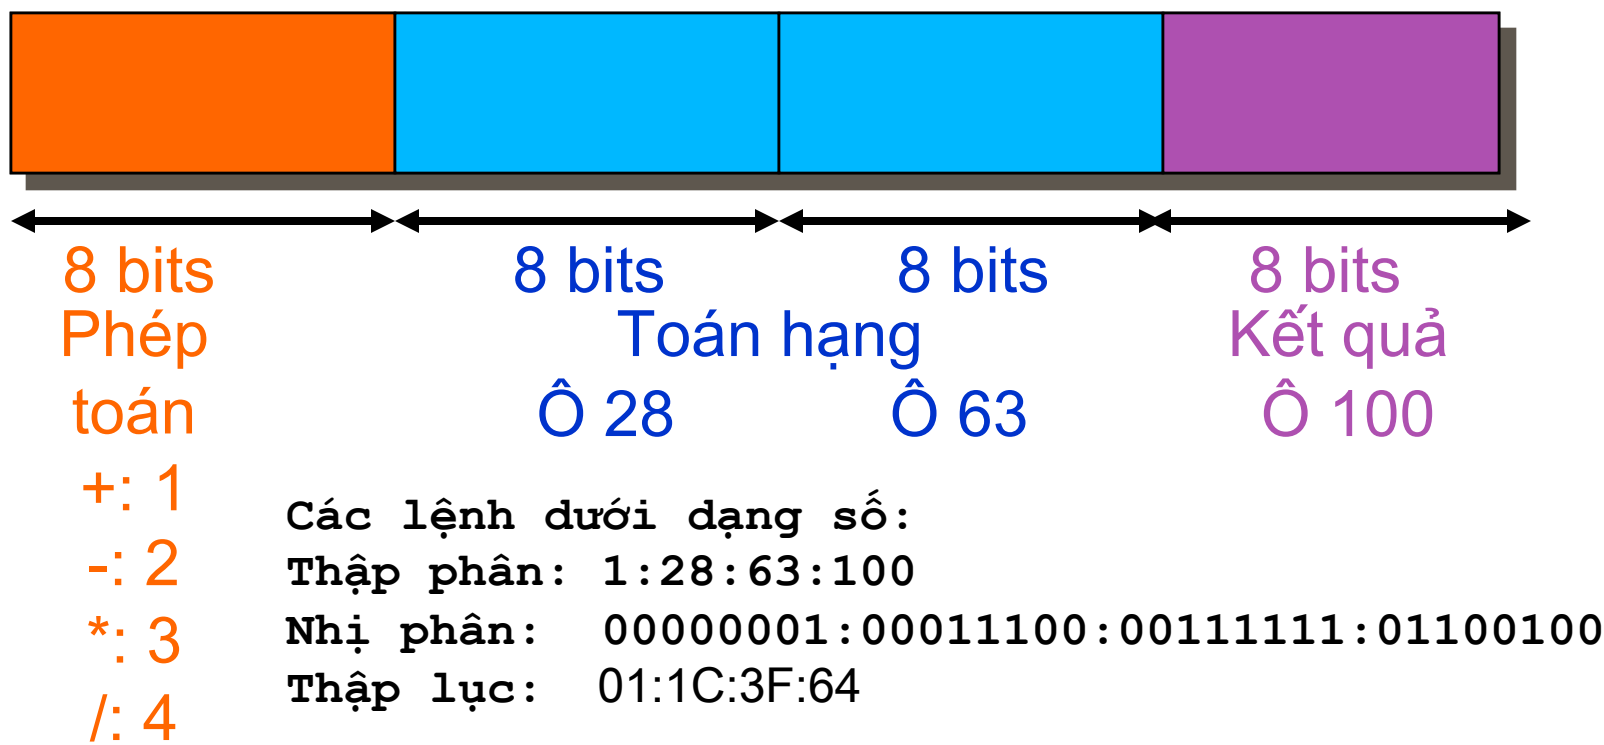 8 bits 8 bits 8 bits 8 bits
Phép Toán hạng Kết quả
toán Ô 28 Ô 63 Ô 100
+: 1
-: 2
*: 3
/: 4
Các lệnh dưới dạng số:
Thập phân: 1:28:63:100
Nhị phân: 00000001:00011100:00111111:01100100
Thập lục: 01:1C:3F:64